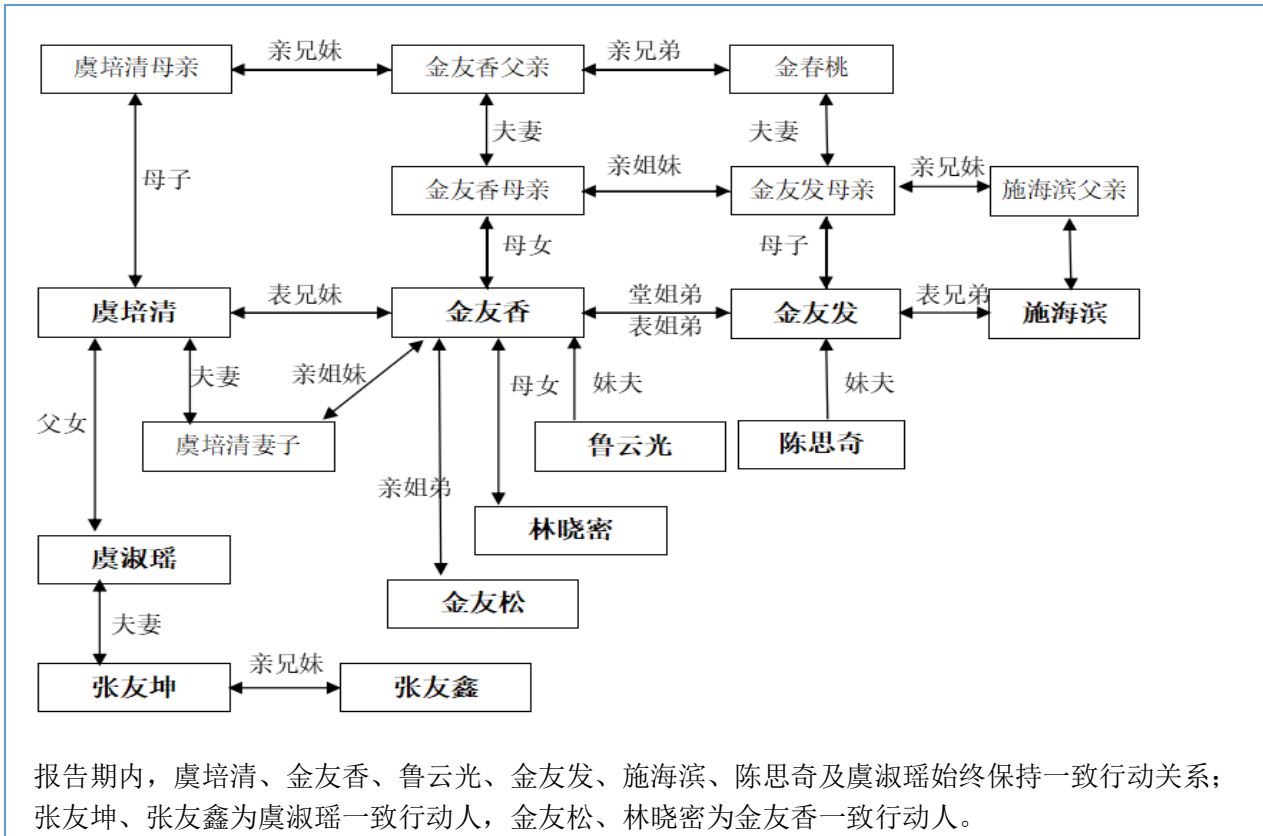 亲兄妹
亲兄弟
虞培清母亲
金友香父亲
金春桃
夫妻
夫妻
母子
亲姐妹
亲兄妹
金友香母亲
金友发母亲
施海滨父亲
母女
母子
表兄妹
堂姐弟
表兄弟
虞培清
金友香
金友发
施海滨
表姐弟
夫妻
亲姐妹
母女
妹夫
妹夫
父女
虞培清妻子
鲁云光
陈思奇
亲姐弟
林晓密
虞淑瑶
金友松
夫妻
亲兄妹
张友坤
张友鑫
报告期内，虞培清、金友香、鲁云光、金友发、施海滨、陈思奇及虞淑瑶始终保持一致行动关系；
张友坤、张友鑫为虞淑瑶一致行动人，金友松、林晓密为金友香一致行动人。